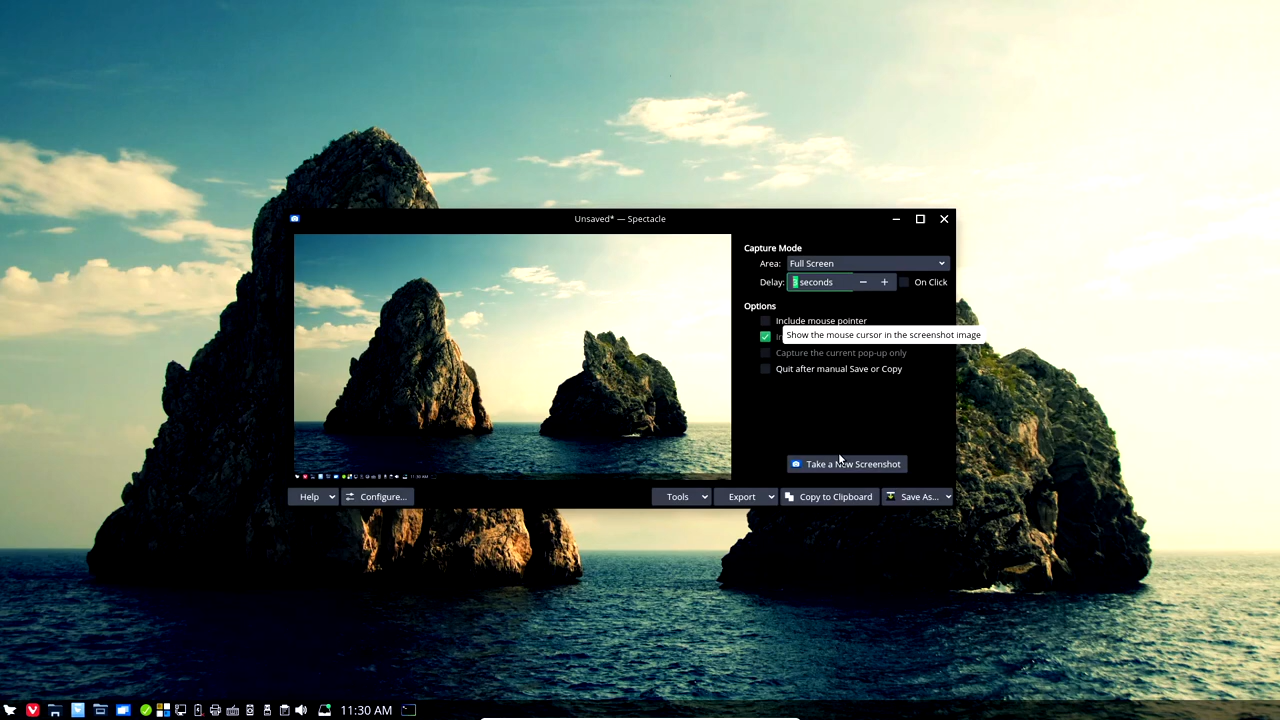 Unsaved* — Spectacle
Capture Mode
Area: Full Screen
Delay: seconds On Click
Options
Include mouse pointer
Show the mouse cursor in the screenshot image
Capture the current pop-up only
Quit after manual Save or Copy
Take a New Screenshot
Help Configure... Tools Export Copy to Clipboard Save As...
11:30 AM